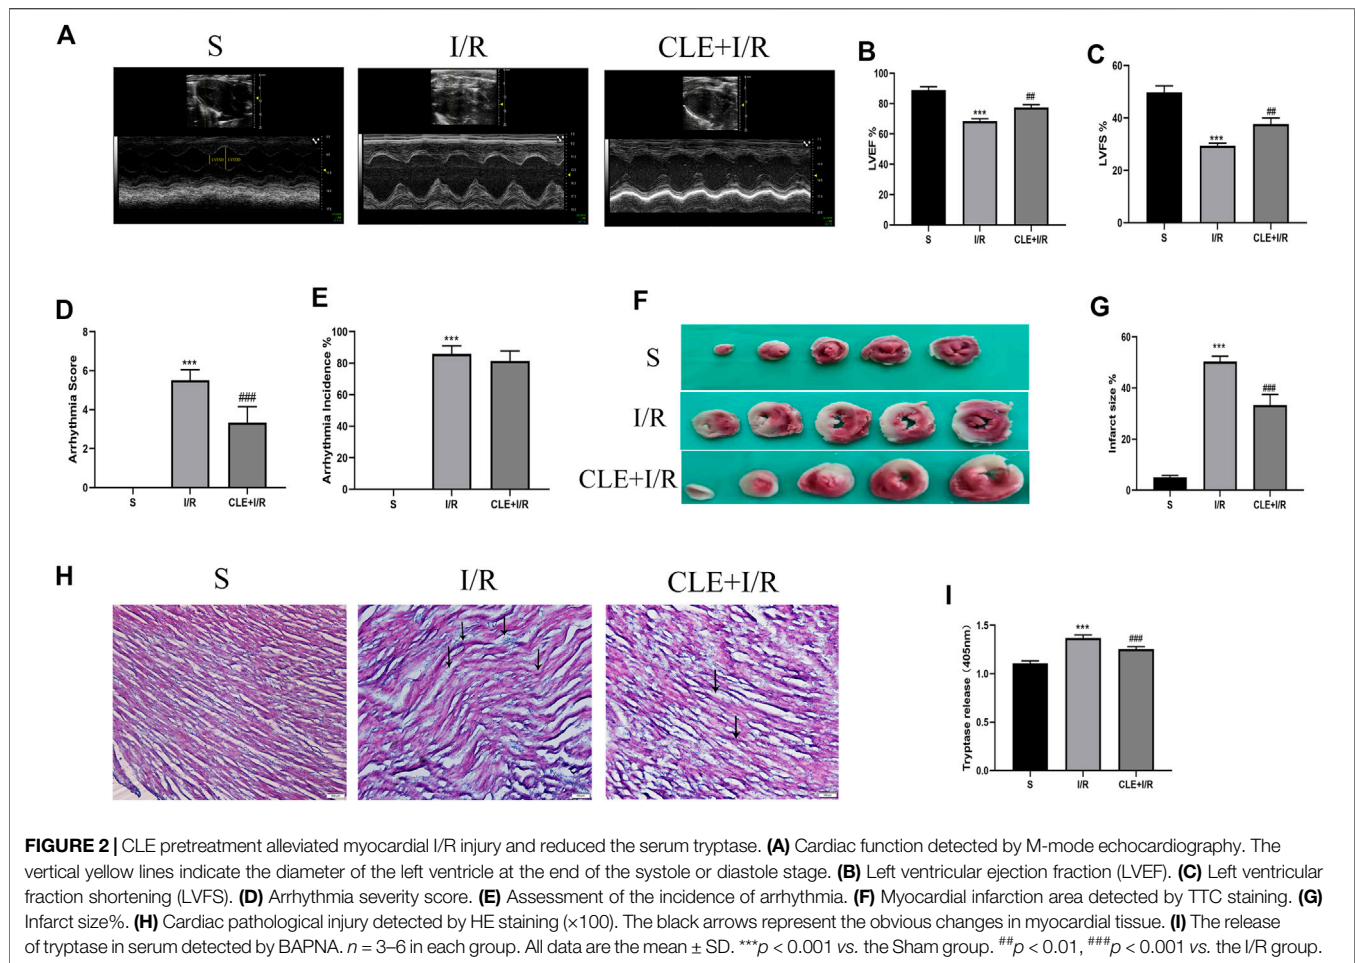 A
S
I/R
CLE+I/R
LVESD
LVEDD
B
LVEF %
100
80
60
40
20
0
S
I/R
CLE+I/R
***
##
C
LVFS %
60
40
20
0
S
I/R
CLE+I/R
***
##
D
Arrhythmia Score
8
6
4
2
0
S
I/R
CLE+I/R
***
###
E
Arrhythmia Incidence %
100
80
60
40
20
0
S
I/R
CLE+I/R
***
F
S
I/R
CLE+I/R
G
Infarct size %
60
40
20
0
S
I/R
CLE+I/R
***
###
H
S
I/R
CLE+I/R
I
Tryptase release (405nm)
1.5
1.0
0.5
0.0
S
I/R
CLE+I/R
***
###
FIGURE 2 | CLE pretreatment alleviated myocardial I/R injury and reduced the serum tryptase. (A) Cardiac function detected by M-mode echocardiography. The
vertical yellow lines indicate the diameter of the left ventricle at the end of the systole or diastole stage. (B) Left ventricular ejection fraction (LVEF). (C) Left ventricular
fraction shortening (LVFS). (D) Arrhythmia severity score. (E) Assessment of the incidence of arrhythmia. (F) Myocardial infarction area detected by TTC staining. (G)
Infarct size%. (H) Cardiac pathological injury detected by HE staining (×100). The black arrows represent the obvious changes in myocardial tissue. (I) The release
of tryptase in serum detected by BAPNA. n = 3–6 in each group. All data are the mean ± SD. ***p < 0.001 vs. the Sham group. ##p < 0.01, ###p < 0.001 vs. the I/R group.